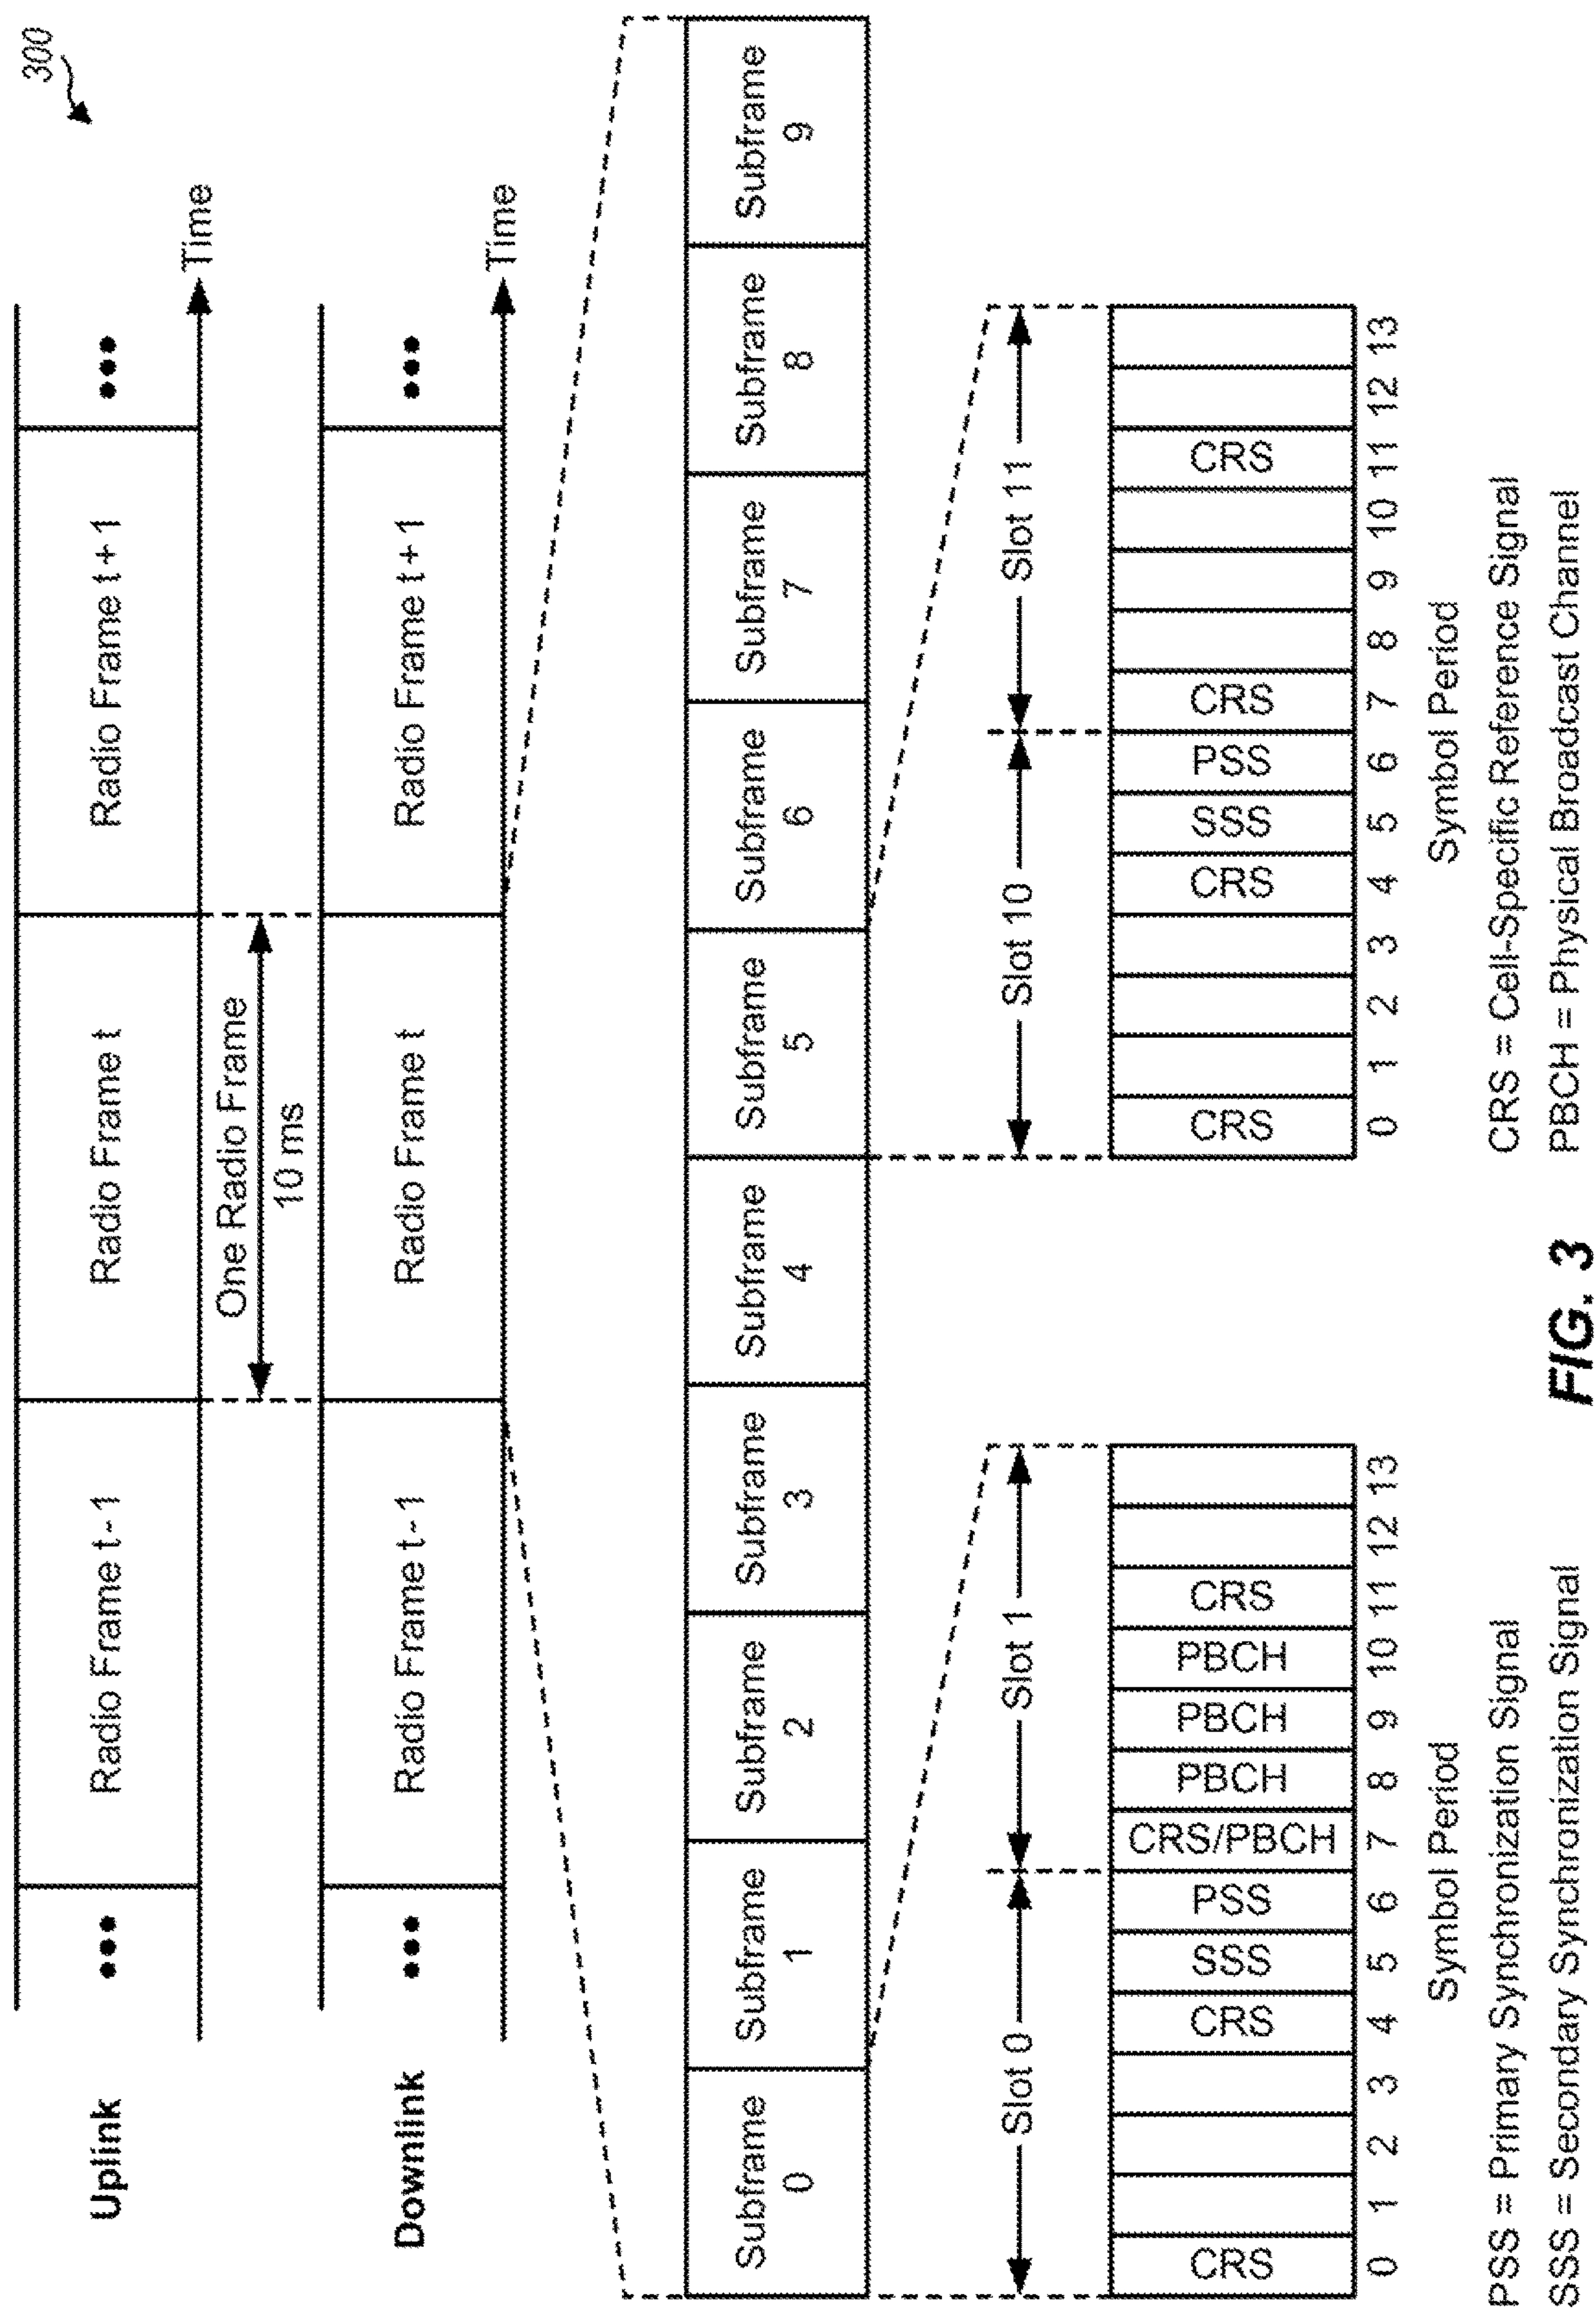 300
Uplink
••• Radio Frame t - 1 Radio Frame t Radio Frame t + 1 •••
Time
One Radio Frame
10 ms
Downlink
••• Radio Frame t - 1 Radio Frame t Radio Frame t + 1 •••
Time
Subframe Subframe Subframe Subframe Subframe Subframe Subframe Subframe Subframe Subframe
0 1 2 3 4 5 6 7 8 9
Slot 0 Slot 1
CRS CRS SSS PSS CRS/PBCH PBCH PBCH PBCH CRS
0 1 2 3 4 5 6 7 8 9 10 11 12 13
Symbol Period
Slot 10 Slot 11
CRS CRS SSS PSS CRS CRS
0 1 2 3 4 5 6 7 8 9 10 11 12 13
Symbol Period
PSS = Primary Synchronization Signal
SSS = Secondary Synchronization Signal
CRS = Cell-Specific Reference Signal
PBCH = Physical Broadcast Channel
FIG. 3